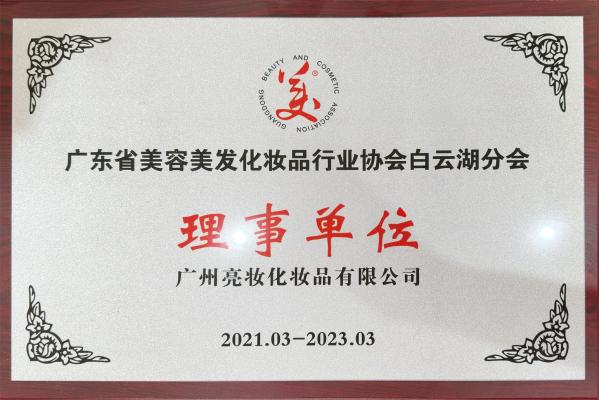 GUANGDONG BEAUTY AND COSMETIC ASSOCIATION
美®
广东省美容美发化妆品行业协会白云湖分会
理事单位
广州亮妆化妆品有限公司
2021.03-2023.03